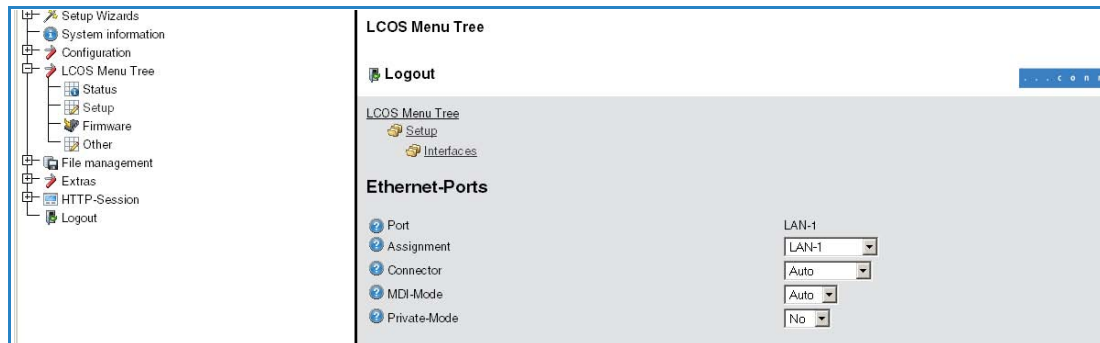 Setup Wizards
System information
Configuration
LCOS Menu Tree
Status
Setup
Firmware
Other
File management
Extras
HTTP-Session
Logout
LCOS Menu Tree
Logout
LCOS Menu Tree
Setup
Interfaces
Ethernet-Ports
Port LAN-1
Assignment LAN-1
Connector Auto
MDI-Mode Auto
Private-Mode No